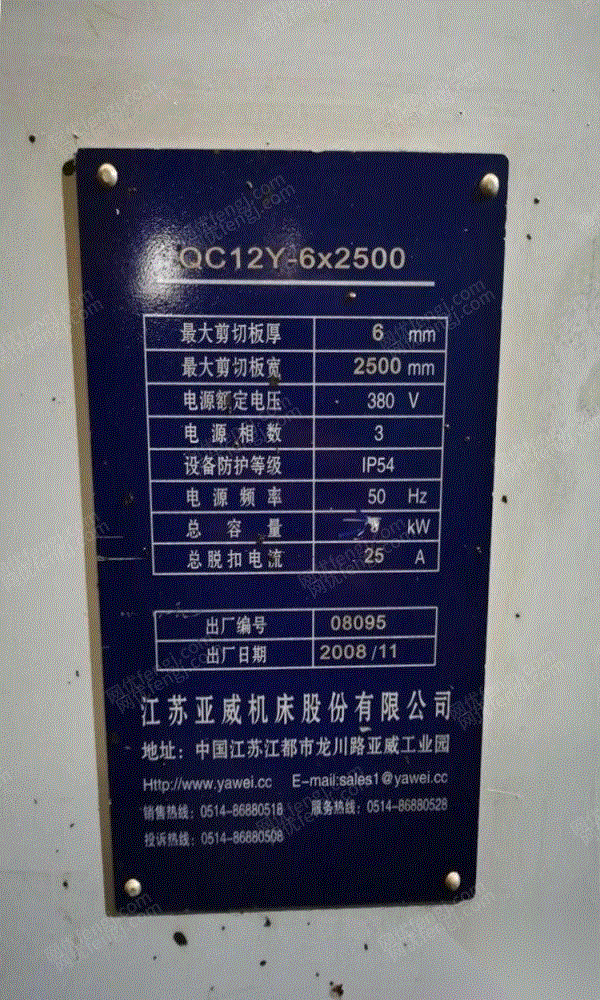 QC12Y-6x2500
最大剪切板厚 6 mm
最大剪切板宽 2500 mm
电源额定电压 380 V
电源相数 3
设备防护等级 IP54
电源频率 50 Hz
总容量 kW
总脱扣电流 25 A
出厂编号 08095
出厂日期 2008/11
江苏亚威机床股份有限公司
地址：中国江苏江都市龙川路亚威工业园
Http://www.yawei.cc E-mail:sales1@yawei.cc
销售热线：0514-86880518 服务热线：0514-86880528
投诉热线：0514-86880508